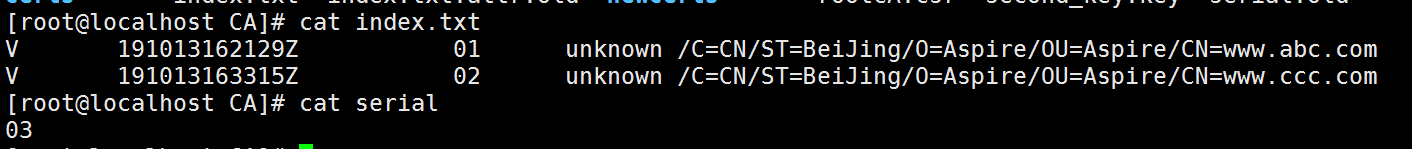 [root@localhost CA]# cat index.txt
V       191013162129Z           01      unknown /C=CN/ST=BeiJing/O=Aspire/OU=Aspire/CN=www.abc.com
V       191013163315Z           02      unknown /C=CN/ST=BeiJing/O=Aspire/OU=Aspire/CN=www.ccc.com
[root@localhost CA]# cat serial
03